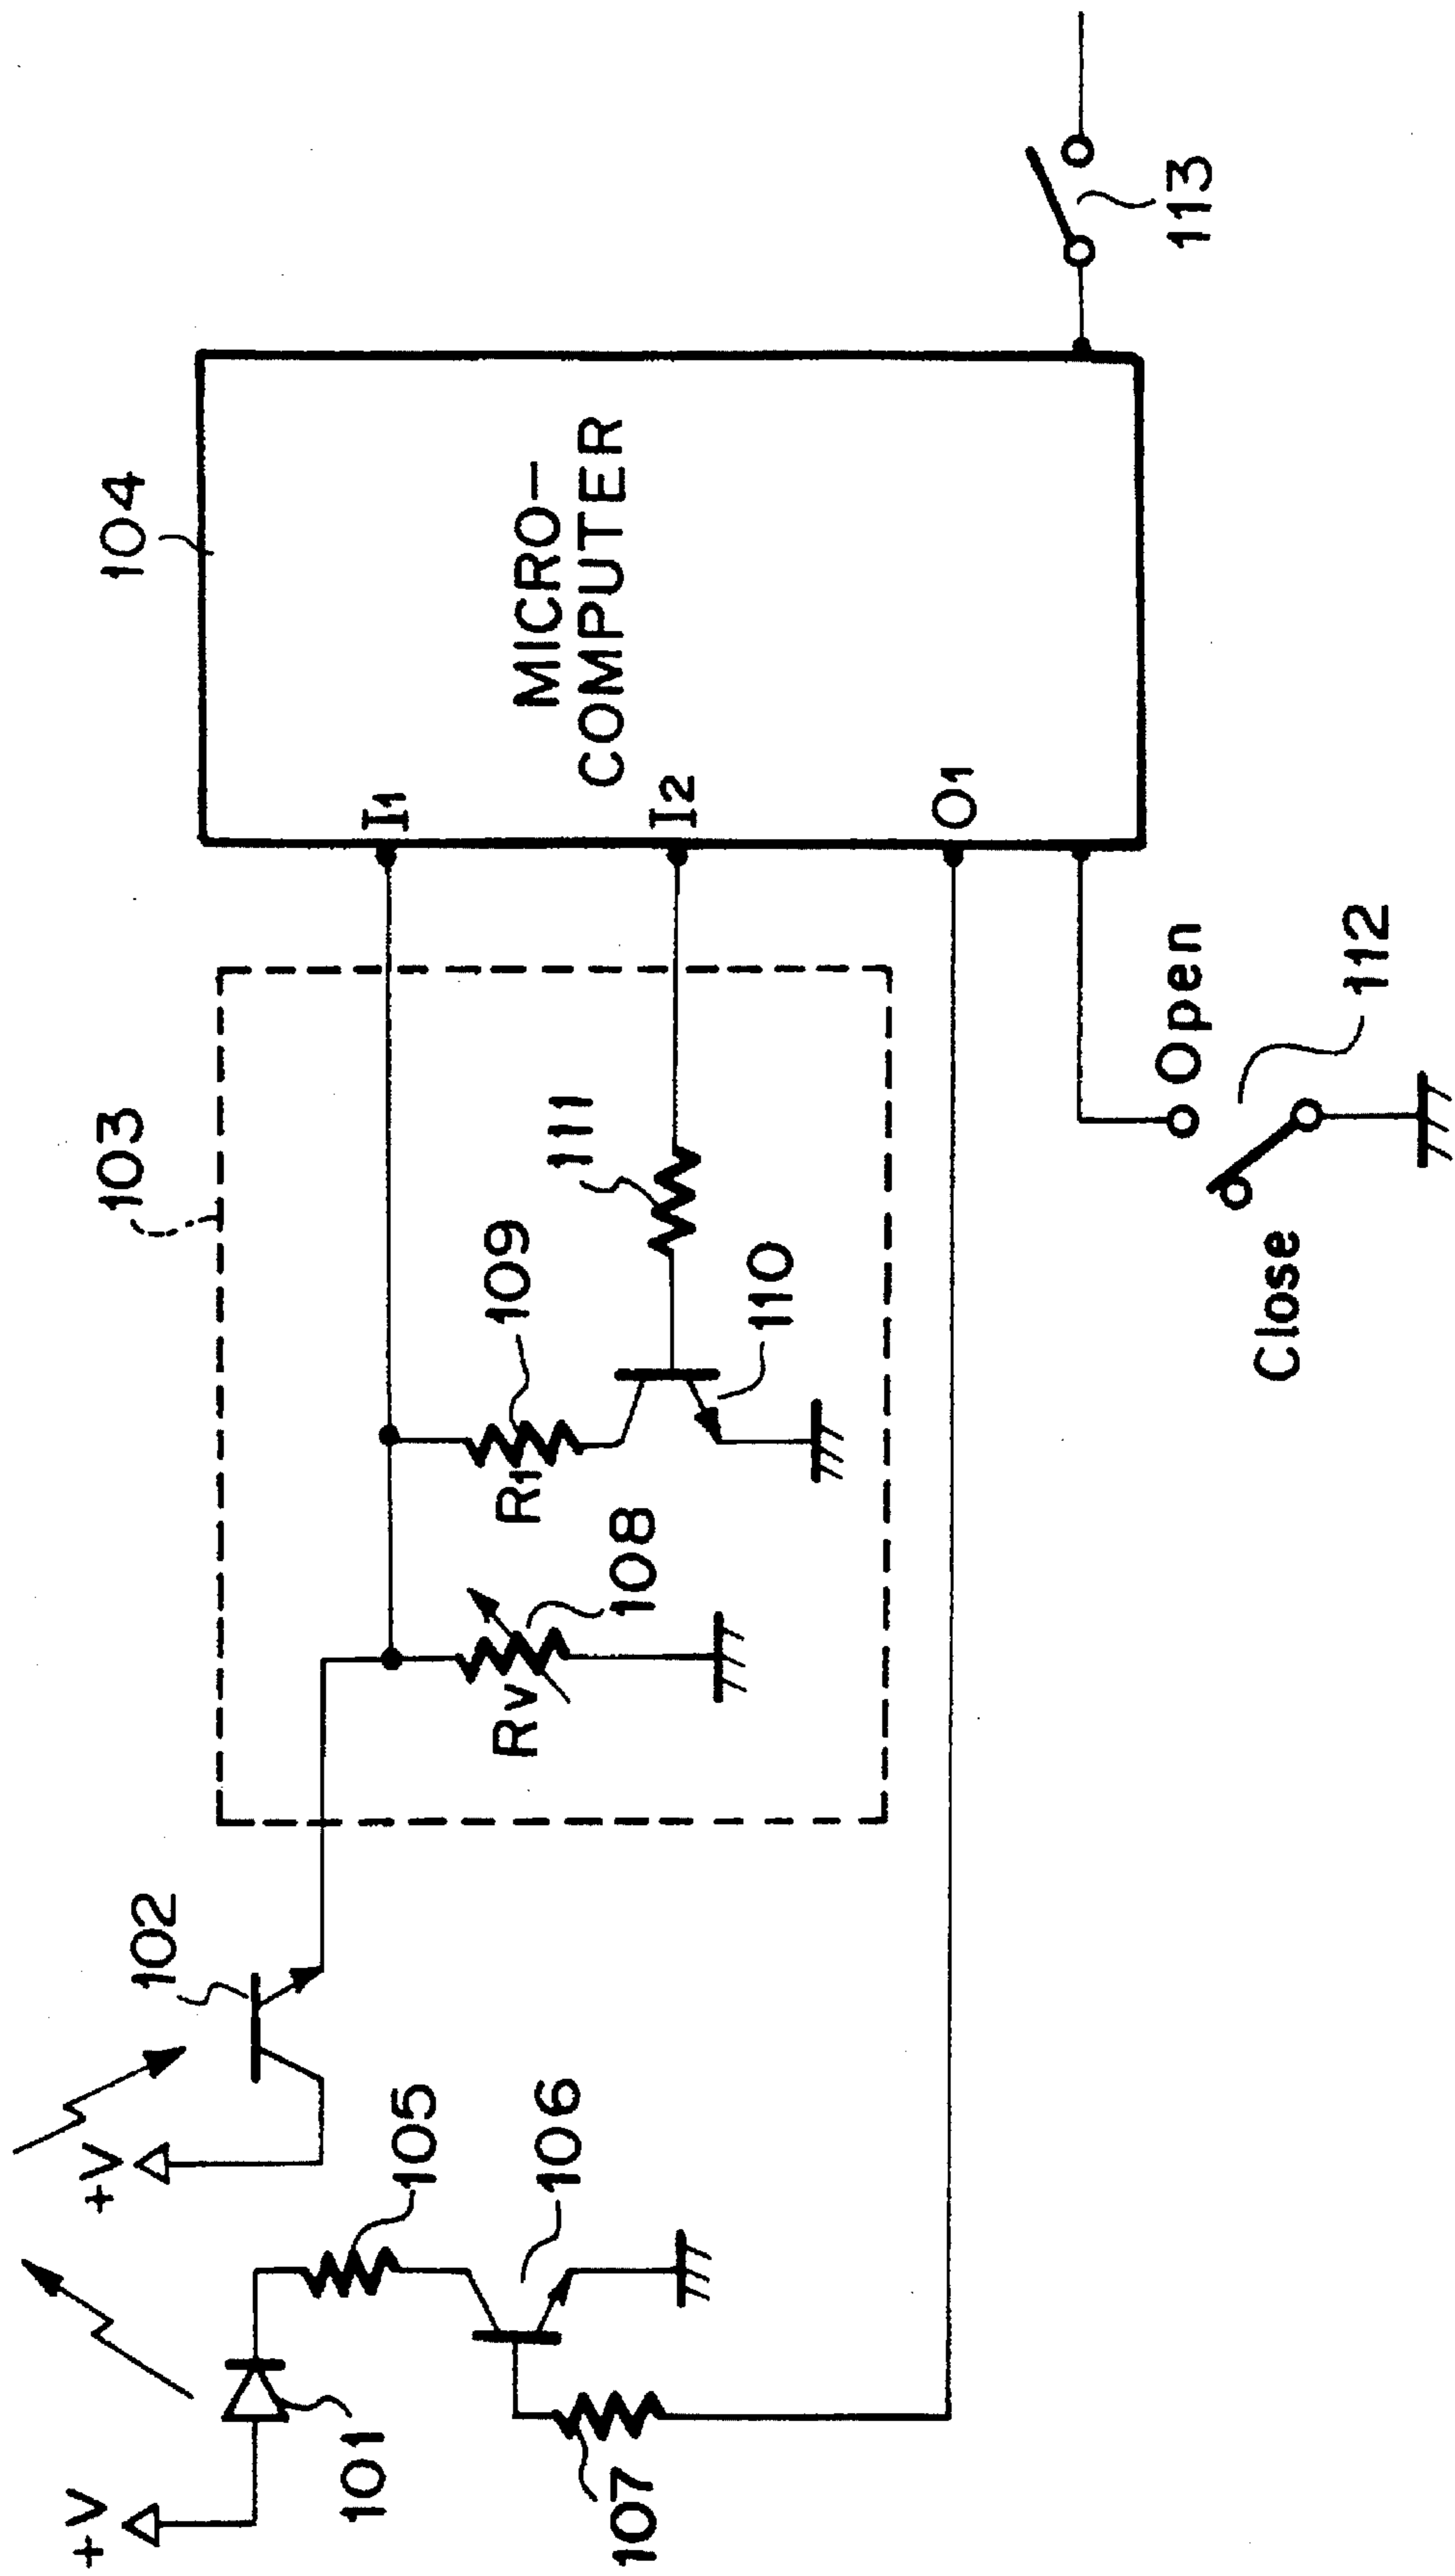 +V
101
+V
102
105
106
107
103
Rv
108
R1
109
110
111
104
I1
I2
O1
MICRO-
COMPUTER
Open
Close
112
113